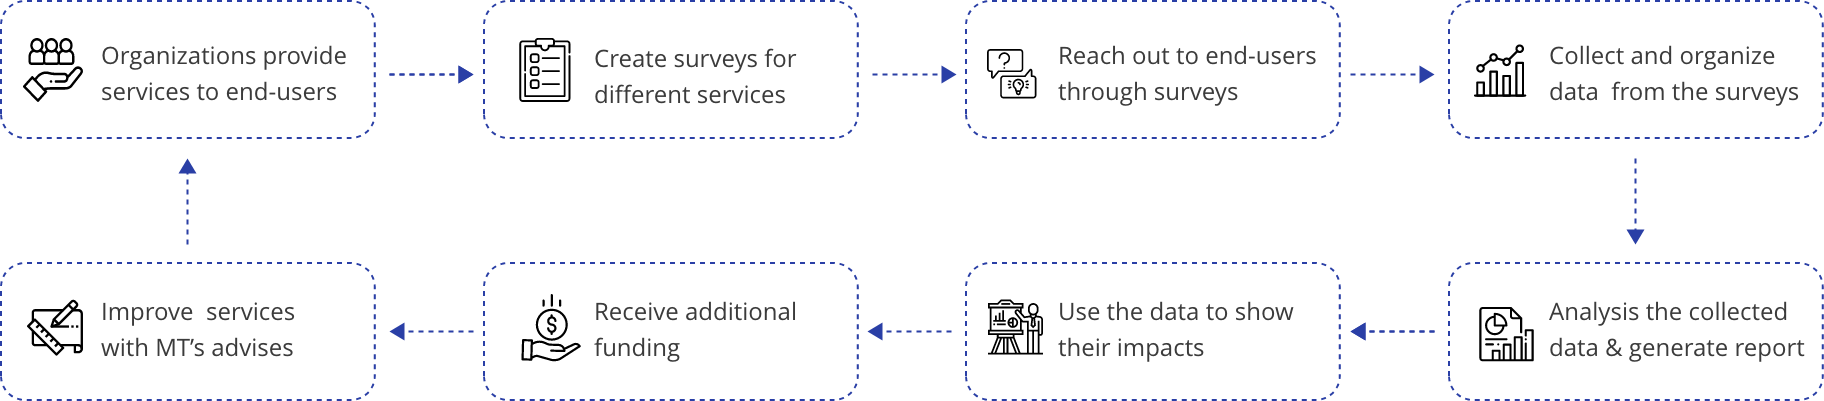 Organizations provide
services to end-users
Create surveys for
different services
Reach out to end-users
through surveys
Collect and organize
data  from the surveys
Analysis the collected
data & generate report
Use the data to show
their impacts
Receive additional
funding
Improve  services
with MT’s advises